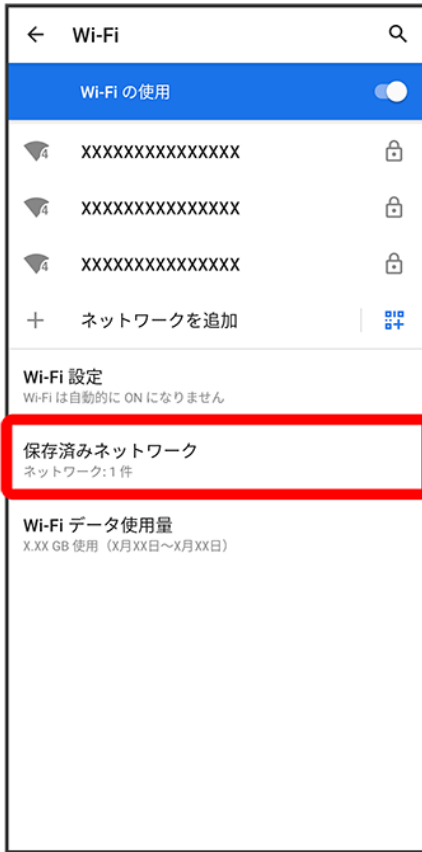 Wi-Fi
Wi-Fi の使用
XXXXXXXXXXXXXXX
XXXXXXXXXXXXXXX
XXXXXXXXXXXXXXX
ネットワークを追加
Wi-Fi 設定
Wi-Fi は自動的に ON になりません
保存済みネットワーク
ネットワーク: 1 件
Wi-Fi データ使用量
X.XX GB 使用（X月XX日～X月XX日）